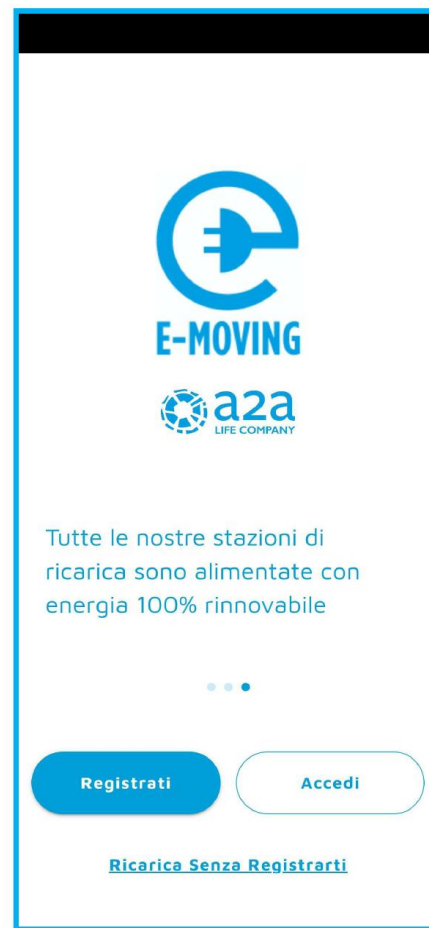 E-MOVING
a2a
LIFE COMPANY
Tutte le nostre stazioni di
ricarica sono alimentate con
energia 100% rinnovabile
Registrati
Accedi
Ricarica Senza Registrarti